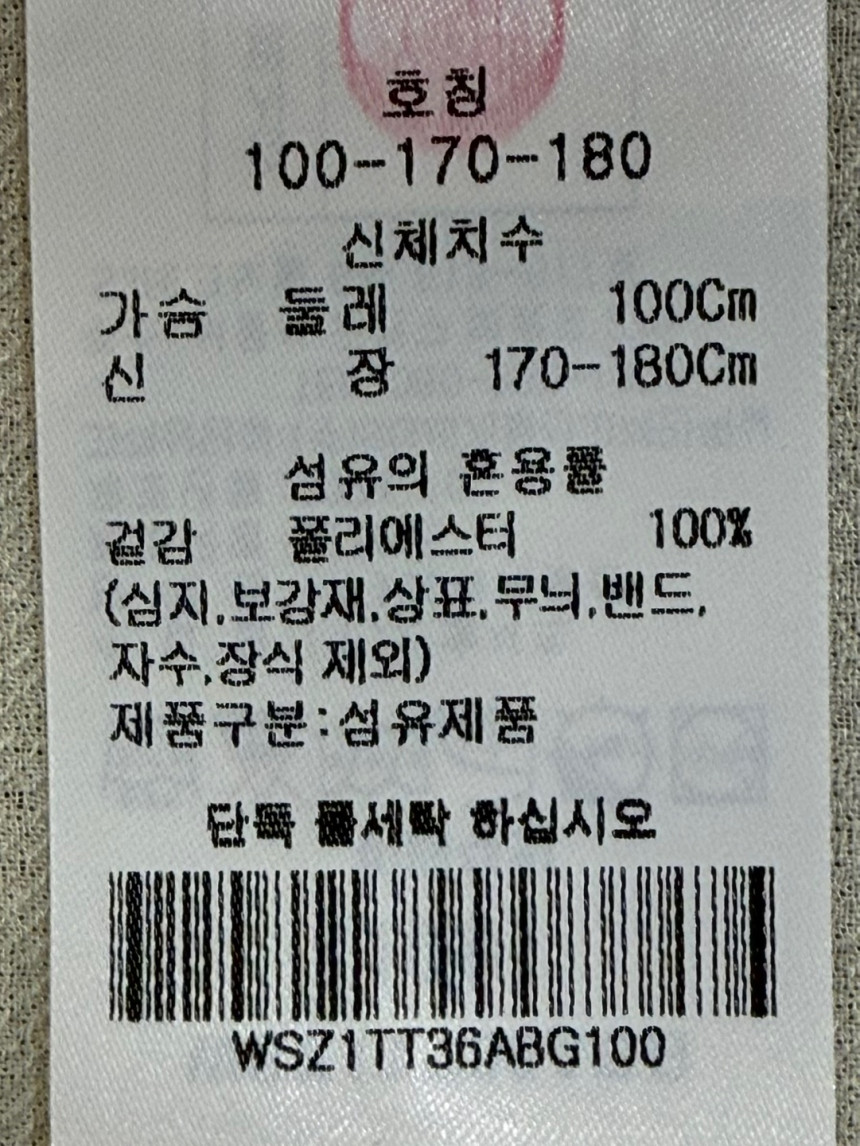 호칭
100-170-180
신체치수
가슴 둘레 100Cm
신 장 170-180Cm
섬유의 혼용률
겉감 폴리에스터 100%
(심지,보강재,상표,무늬,밴드,
자수,장식 제외)
제품구분:섬유제품
단독 물세탁 하십시오
WSZ1TT36ABG100